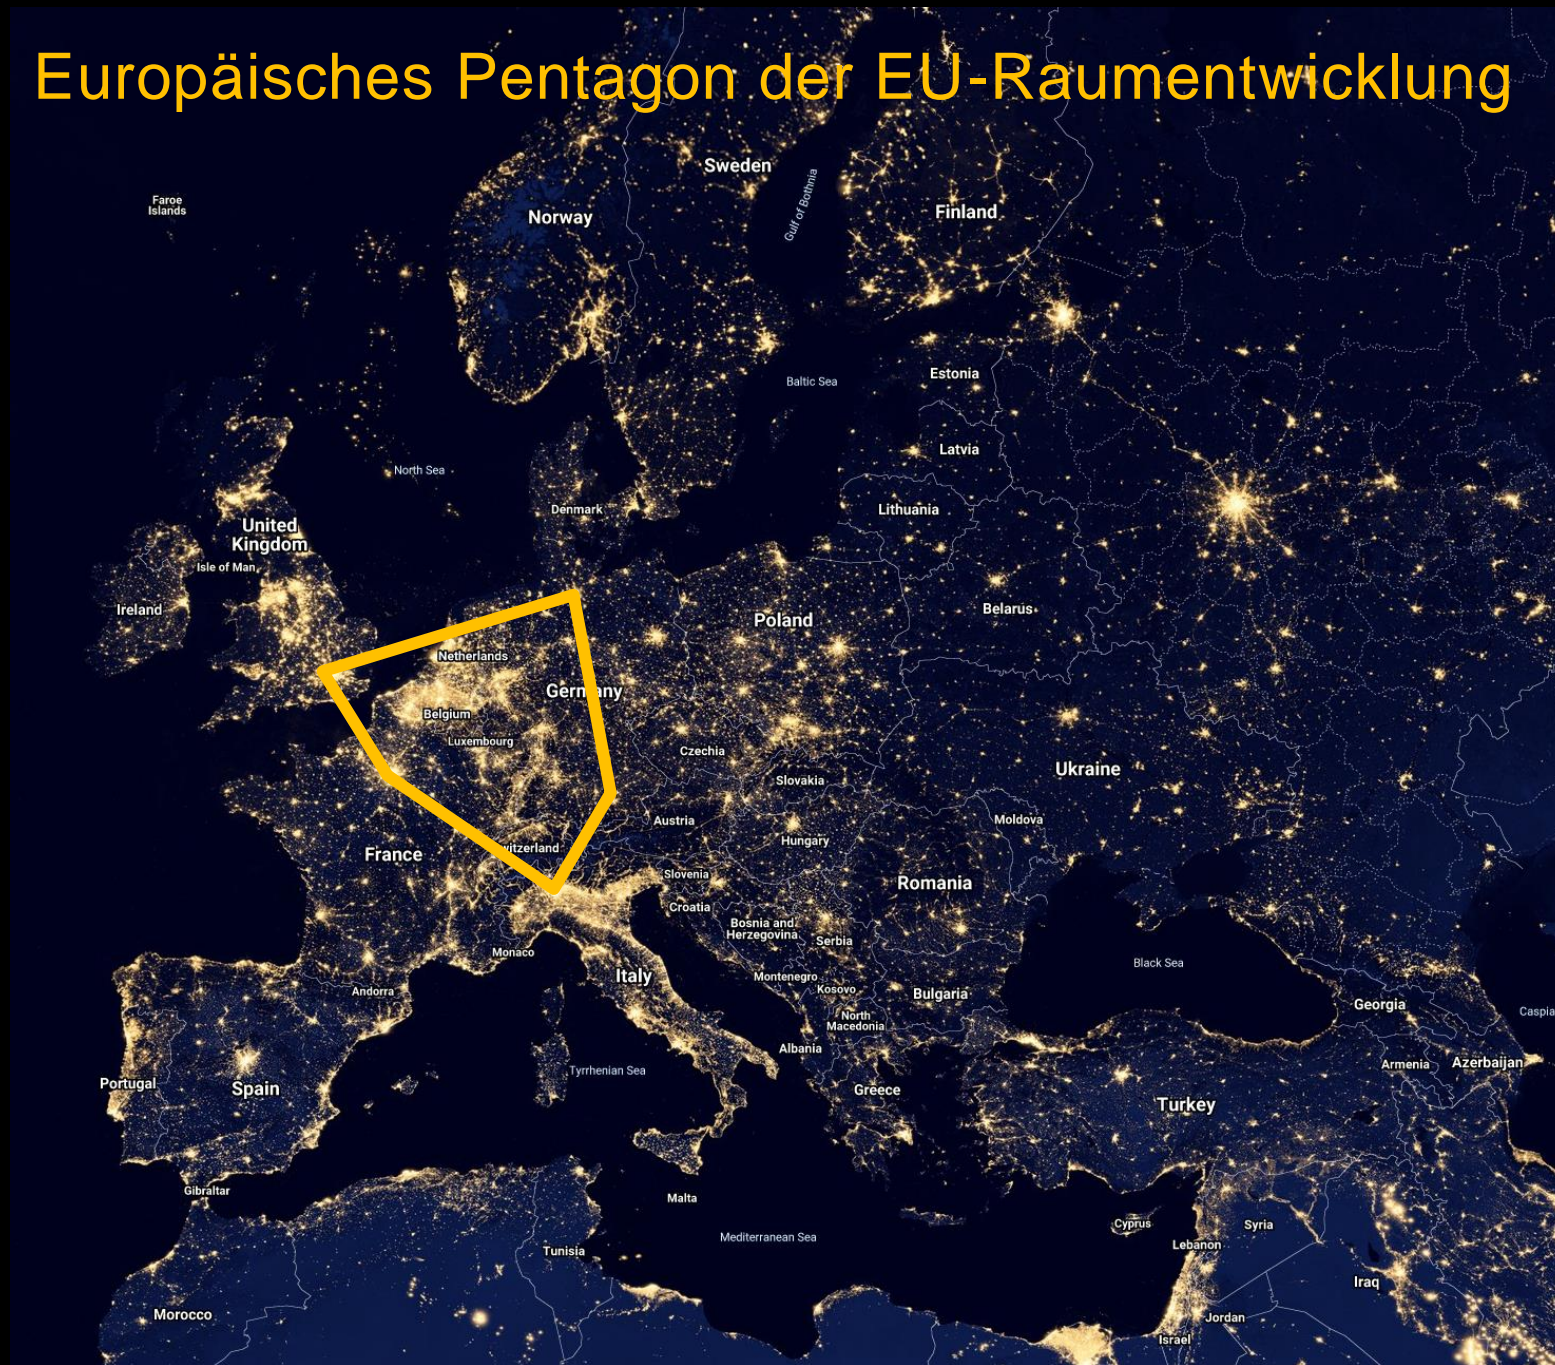 Europäisches Pentagon der EU-Raumentwicklung
Sweden
Gulf of Bothnia
Faroe
Islands
Norway
Finland
Estonia
Baltic Sea
Latvia
North Sea
Denmark
Lithuania
United
Kingdom
Isle of Man
Ireland
Belarus
Poland
Netherlands
Germany
Belgium
Luxembourg
Czechia
Ukraine
Slovakia
Austria
Moldova
Hungary
witzerland
France
Slovenia
Romania
Croatia
Bosnia and
Herzegovina
Serbia
Monaco
Black Sea
Italy
Montenegro
Kosovo
Andorra
Bulgaria
Georgia
Caspia
North
Macedonia
Albania
Armenia
Azerbaijan
Tyrrhenian Sea
Portugal
Spain
Greece
Turkey
Gibraltar
Malta
Cyprus
Syria
Mediterranean Sea
Lebanon
Tunisia
Iraq
Morocco
Jordan
Israel